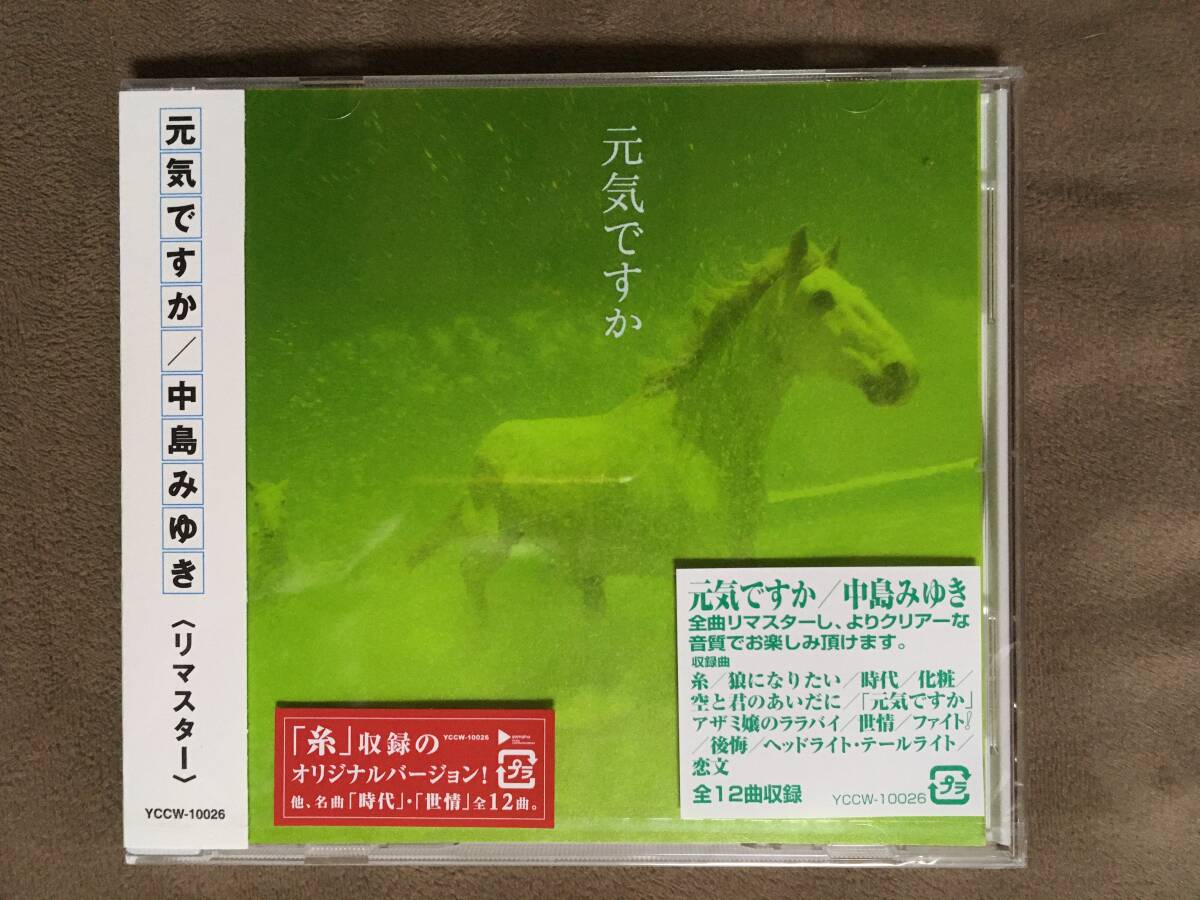 元気ですか/中島みゆき〈リマスター〉
YCCW-10026
元気ですか
「糸」収録の
YCCW-10026
オリジナルバージョン!
プラ
他、名曲「時代」・「世情」全12曲。
元気ですか/中島みゆき
全曲リマスターし、よりクリアーな
音質でお楽しみ頂けます。
収録曲
糸/狼になりたい/時代/化粧/
空と君のあいだに/「元気ですか」
アザミ嬢のララバイ/世情/ファイト!
/後悔/ヘッドライト・テールライト/
恋文
全12曲収録
YCCW-10026
プラ